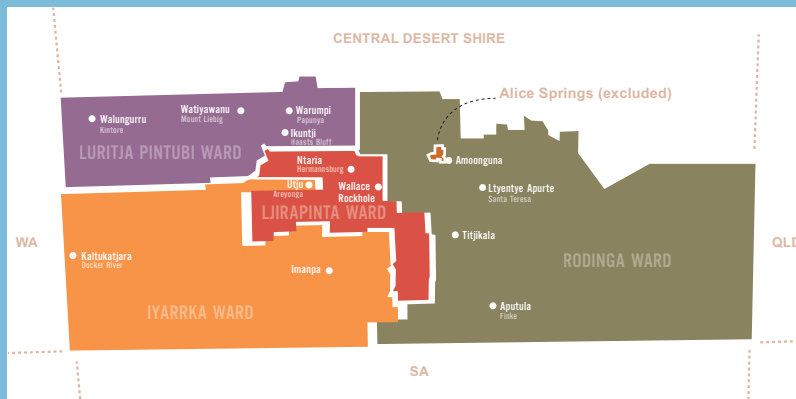 CENTRAL DESERT SHIRE
Alice Springs (excluded)
Walungurru
Kintore
Watiyawanu
Mount Liebig
Warumpi
Papunya
Ikuntji
Haasts Bluff
LURITJA PINTUBI WARD
Ntaria
Hermannsburg
Amoonguna
Utju
Areyonga
Wallace
Rockhole
Ltyentye Apurte
Santa Teresa
LJIRAPINTA WARD
WA
Titjikala
QLD
Kaltukatjara
Docker River
Imanpa
RODINGA WARD
IYARRKA WARD
Aputula
Finke
SA